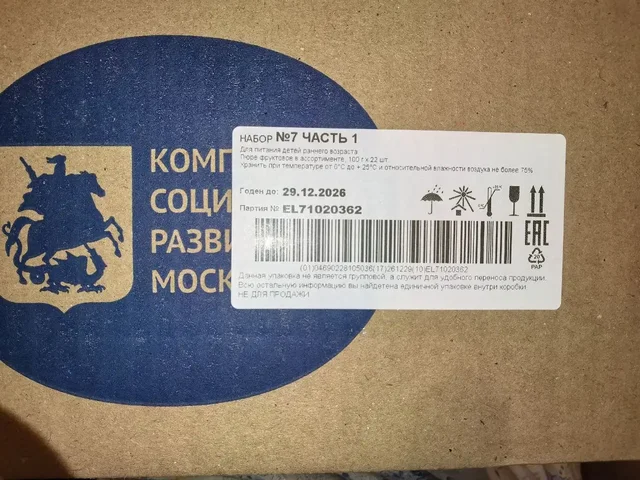 КОМП
СОЦИ
РАЗВИ
МОСК
НАБОР №7 ЧАСТЬ 1
Для питания детей раннего возраста
Пюре фруктовое в ассортименте, 100 г х 22 шт.
Хранить при температуре от 0°С до + 25°С и относительной влажности воздуха не более 75%
Годен до: 29.12.2026
Партия № EL71020362
EAC
20
PAP
(01)04690228105036(17)261229(10)EL71020362
Данная упаковка не является групповой, а служит для удобного переноса продукции.
Всю остальную информацию вы найдете на единичной упаковке внутри коробки
НЕ ДЛЯ ПРОДАЖИ